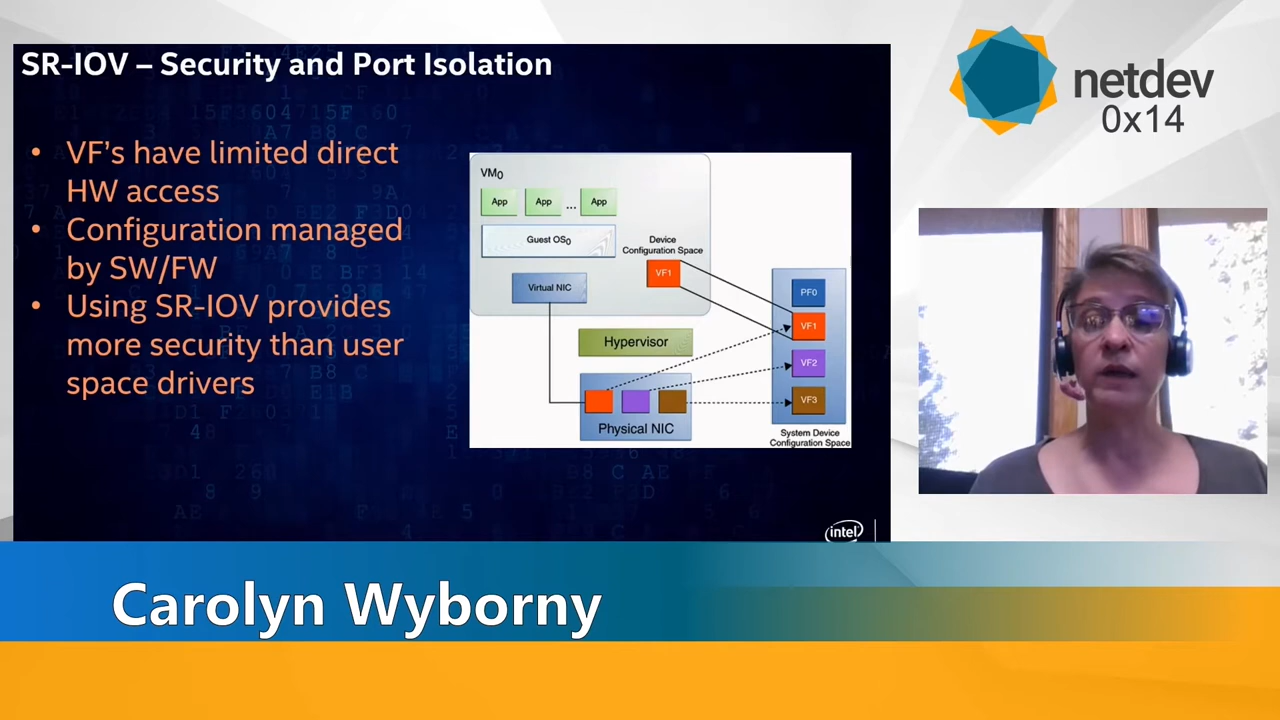 SR-IOV – Security and Port Isolation
• VF's have limited direct
HW access
• Configuration managed
by SW/FW
• Using SR-IOV provides
more security than user
space drivers
VM0
App
App
...
App
Guest OS0
Device
Configuration Space
VF1
Virtual NIC
Hypervisor
Physical NIC
PF0
VF1
VF2
VF3
System Device
Configuration Space
intel
netdev
0x14
Carolyn Wyborny